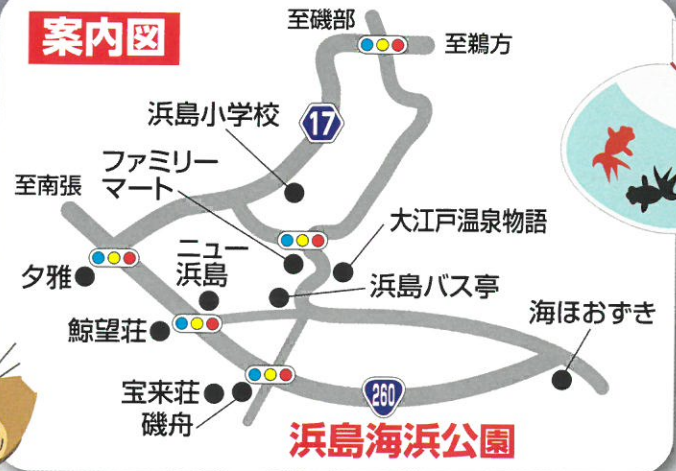 案内図
至磯部
至鵜方
17
浜島小学校
ファミリー
マート
至南張
大江戸温泉物語
ニュー
浜島
夕雅
浜島バス亭
海ほおずき
鯨望荘
宝来荘
磯舟
260
浜島海浜公園